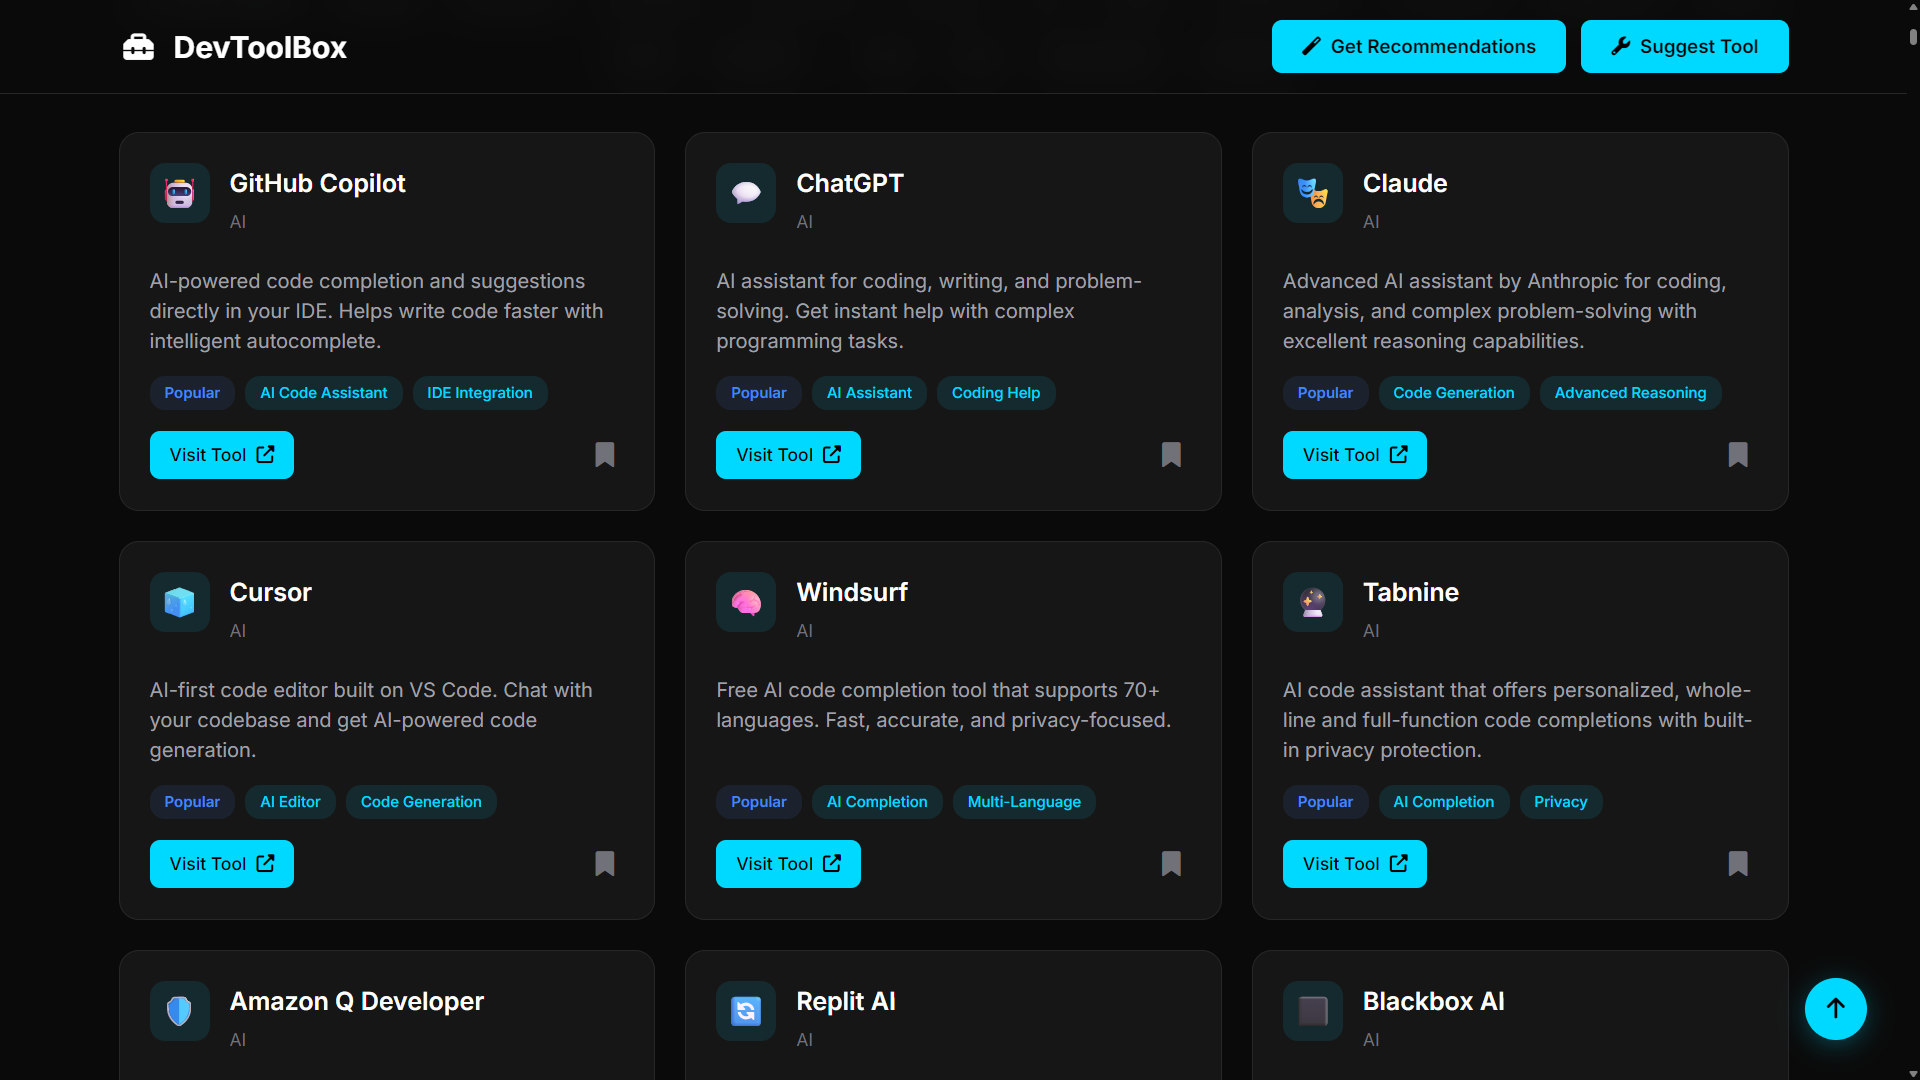 DevToolBox
Get Recommendations
Suggest Tool
GitHub Copilot
AI
AI-powered code completion and suggestions
directly in your IDE. Helps write code faster with
intelligent autocomplete.
Popular
AI Code Assistant
IDE Integration
Visit Tool
ChatGPT
AI
AI assistant for coding, writing, and problem-
solving. Get instant help with complex
programming tasks.
Popular
AI Assistant
Coding Help
Visit Tool
Claude
AI
Advanced AI assistant by Anthropic for coding,
analysis, and complex problem-solving with
excellent reasoning capabilities.
Popular
Code Generation
Advanced Reasoning
Visit Tool
Cursor
AI
AI-first code editor built on VS Code. Chat with
your codebase and get AI-powered code
generation.
Popular
AI Editor
Code Generation
Visit Tool
Windsurf
AI
Free AI code completion tool that supports 70+
languages. Fast, accurate, and privacy-focused.
Popular
AI Completion
Multi-Language
Visit Tool
Tabnine
AI
AI code assistant that offers personalized, whole-
line and full-function code completions with built-
in privacy protection.
Popular
AI Completion
Privacy
Visit Tool
Amazon Q Developer
AI
Replit AI
AI
Blackbox AI
AI